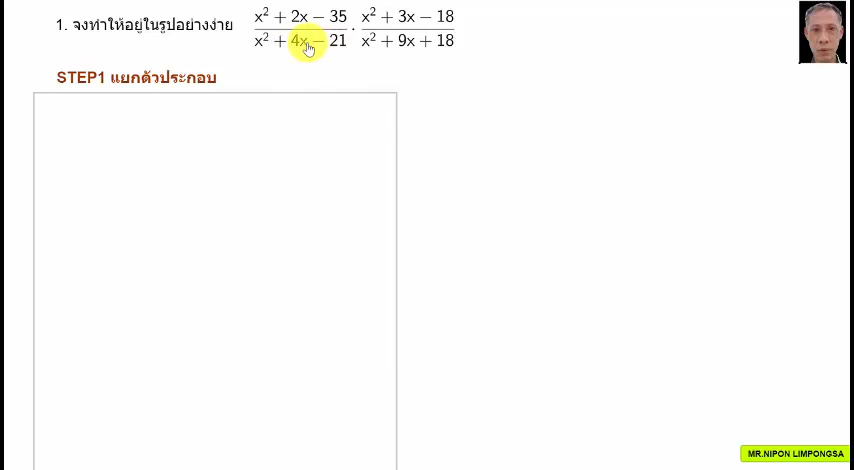 1. จงทำให้อยู่ในรูปอย่างง่าย x² + 2x − 35 / x² + 4x − 21 · x² + 3x − 18 / x² + 9x + 18
STEP1 แยกตัวประกอบ
MR.NIPON LIMPONGSA